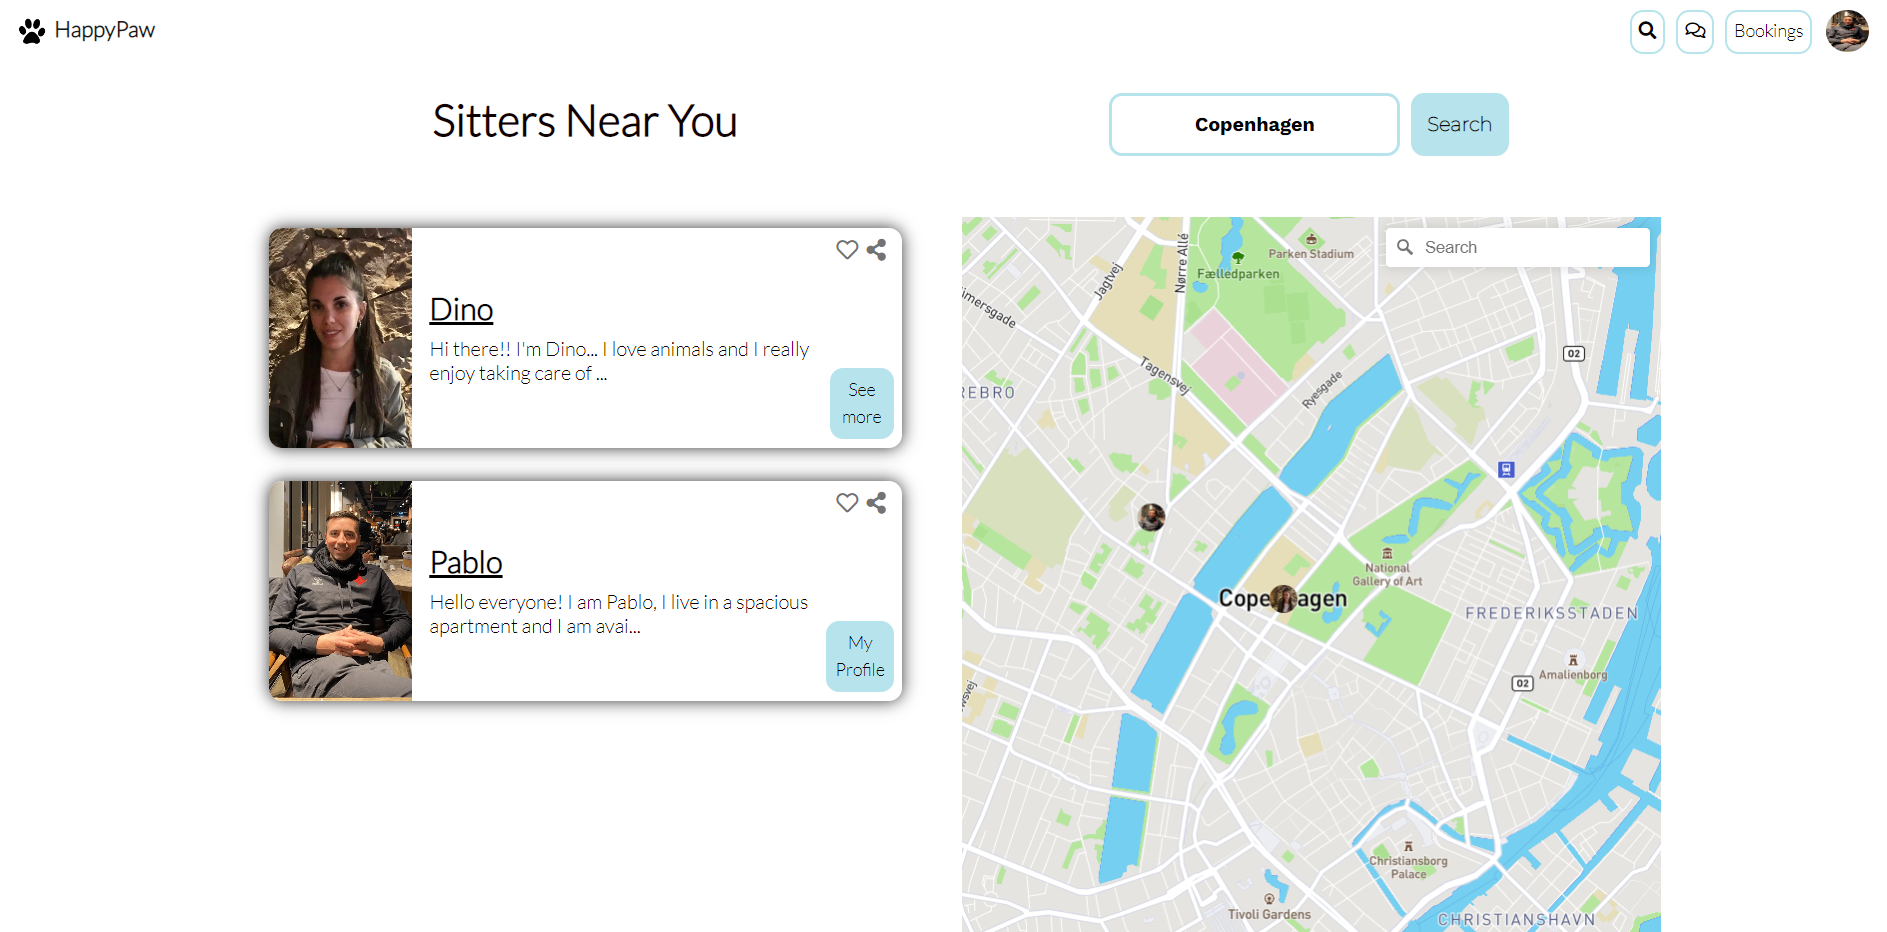 HappyPaw
Bookings
Sitters Near You
Copenhagen
Search
Dino
Hi there!! I'm Dino... I love animals and I really
enjoy taking care of ...
See
more
Pablo
Hello everyone! I am Pablo, I live in a spacious
apartment and I am avai...
My
Profile
Search
Parken Stadium
Nørre Allé
Fælledparken
Jagtvej
imersgade
02
Tagensvej
Ryesgade
REBRO
National
Gallery of Art
FREDERIKSSTADEN
Amalienborg
02
Christiansborg
Palace
Tivoli Gardens
CHRISTIANSHAVN